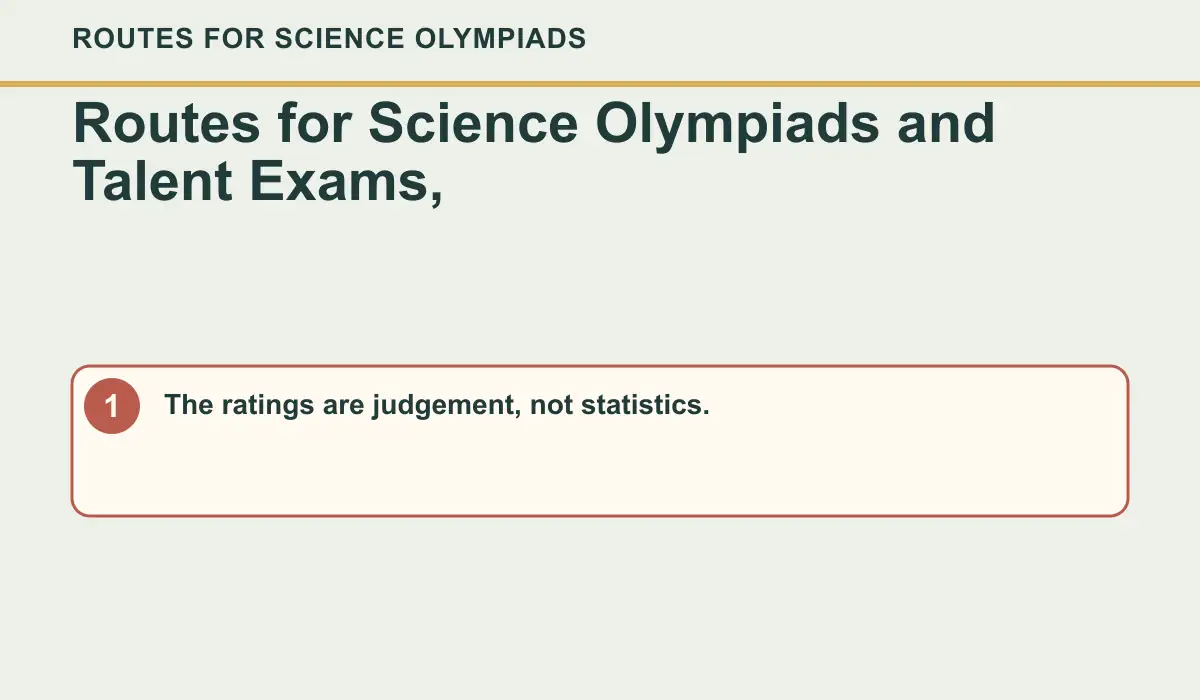 ROUTES FOR SCIENCE OLYMPIADS
Routes for Science Olympiads and
Talent Exams,
1 The ratings are judgement, not statistics.